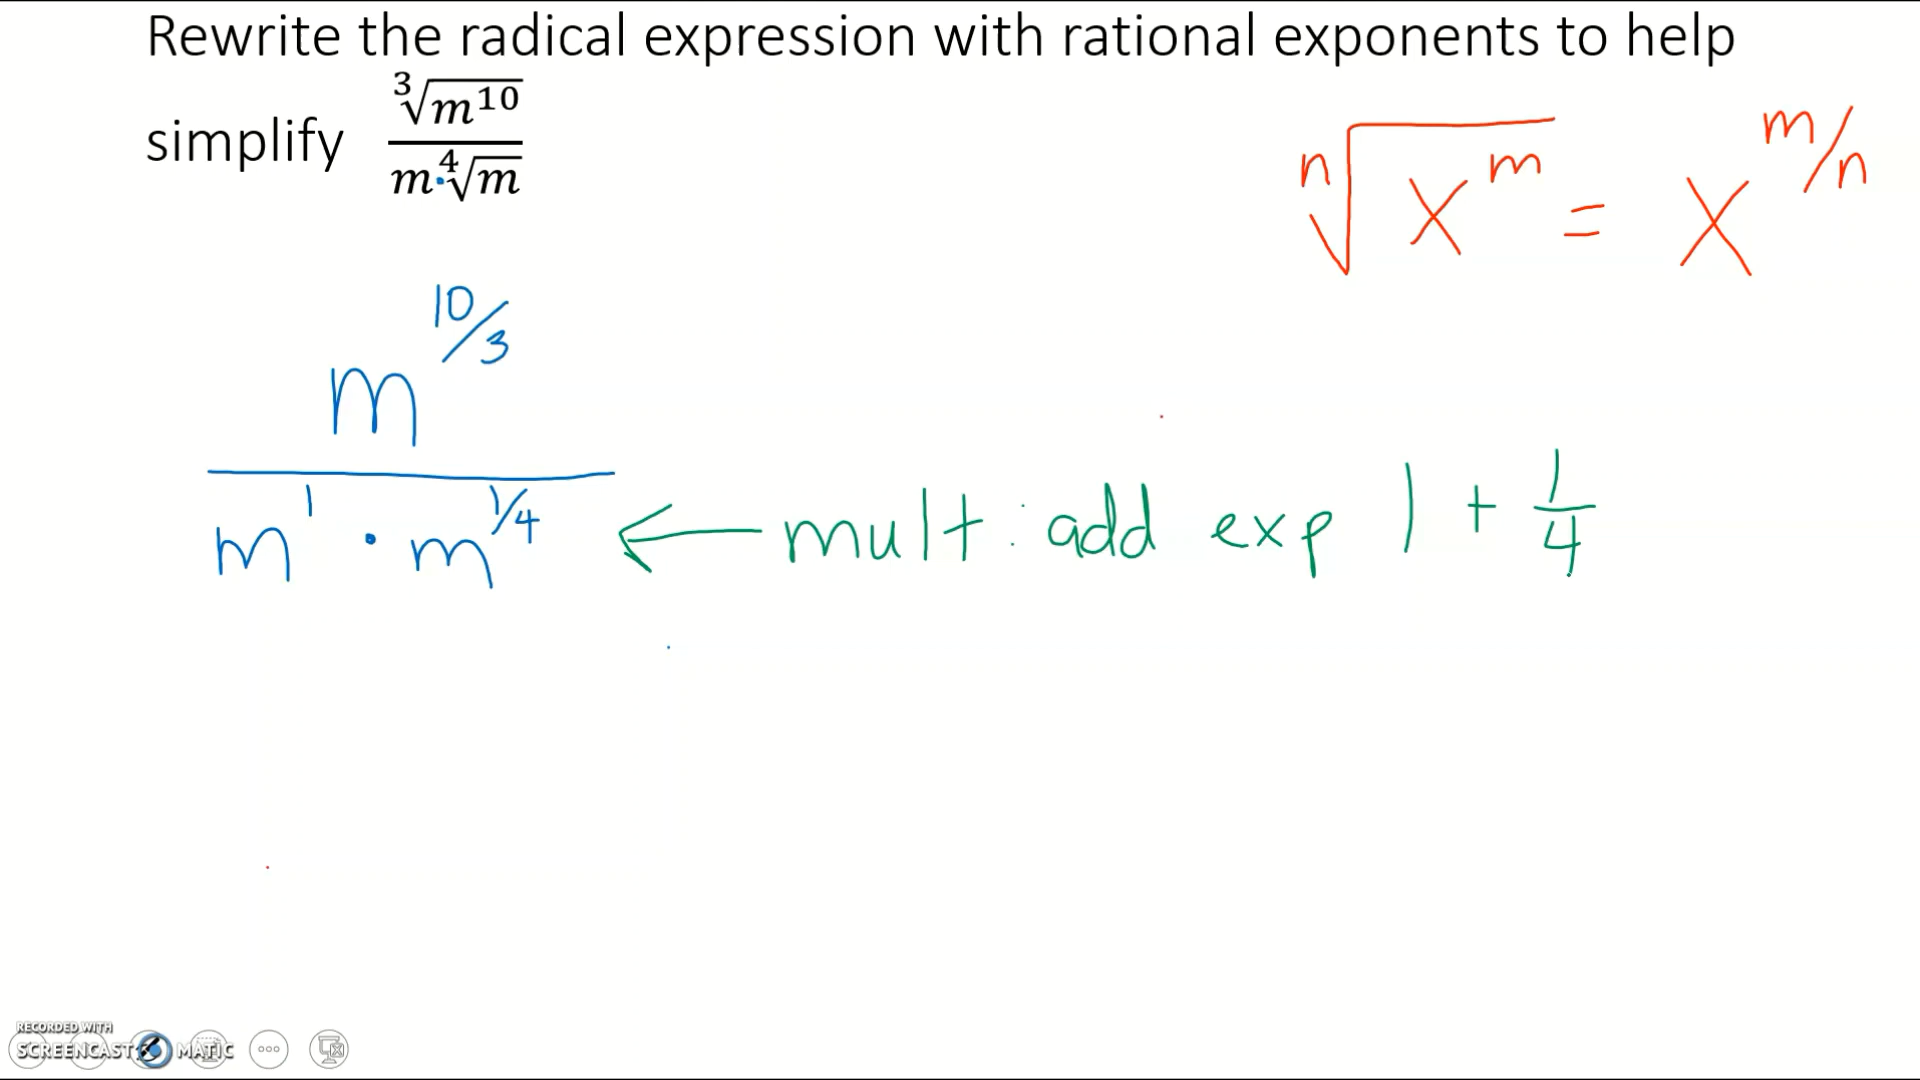 Rewrite the radical expression with rational exponents to help
simplify ∛m¹⁰ / m·∜m
ⁿ√xᵐ = x^m/n
m^10/3
m¹ · m^1/4 ← mult: add exp 1 + 1/4
RECORDED WITH
SCREENCAST MATIC